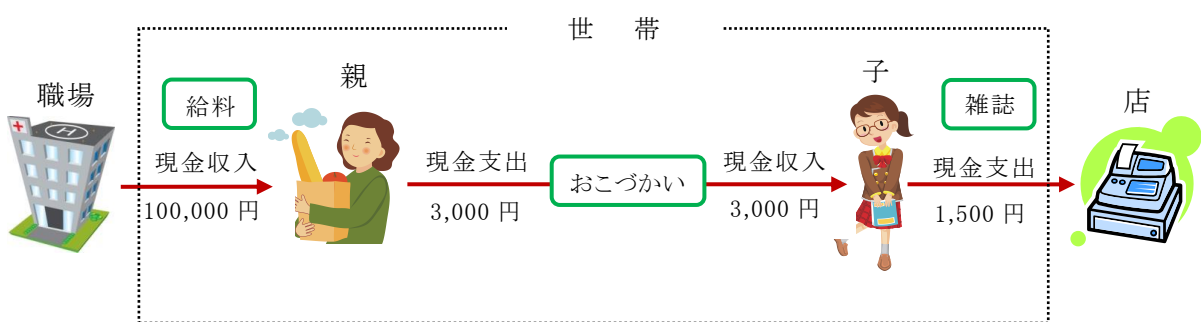 世 帯
職場
給料
現金収入
100,000 円
親
現金支出
3,000 円
おこづかい
現金収入
3,000 円
子
雑誌
現金支出
1,500 円
店
H